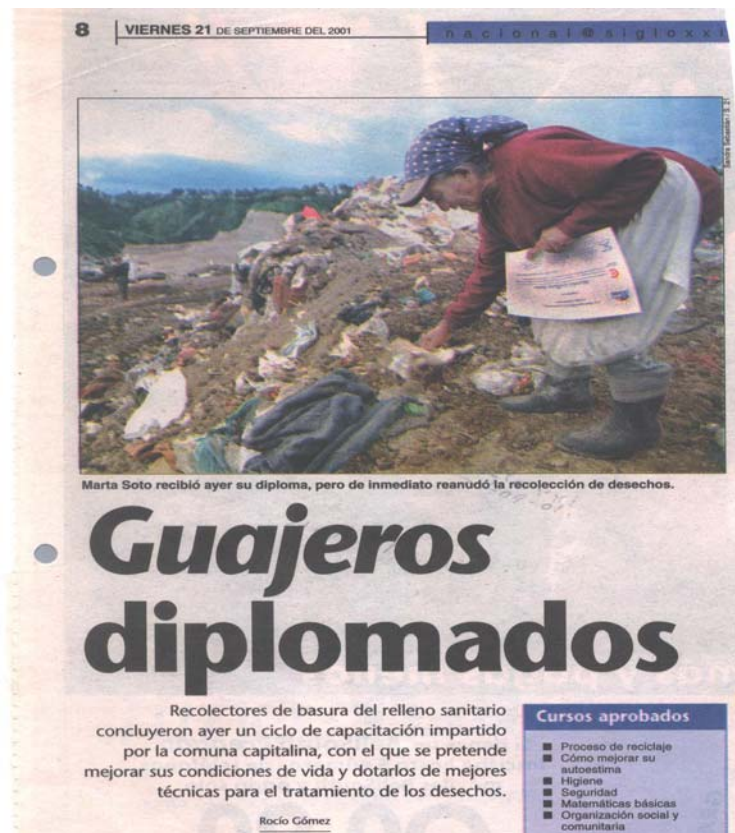 8
VIERNES 21 DE SEPTIEMBRE DEL 2001
nacional@sigloxxi
Sandra Sebastián / S. 21
Marta Soto recibió ayer su diploma, pero de inmediato reanudó la recolección de desechos.
Guajeros
diplomados
Recolectores de basura del relleno sanitario
concluyeron ayer un ciclo de capacitación impartido
por la comuna capitalina, con el que se pretende
mejorar sus condiciones de vida y dotarlos de mejores
técnicas para el tratamiento de los desechos.
Rocío Gómez
Cursos aprobados
■ Proceso de reciclaje
■ Cómo mejorar su
autoestima
■ Higiene
■ Seguridad
■ Matemáticas básicas
■ Organización social y
comunitaria